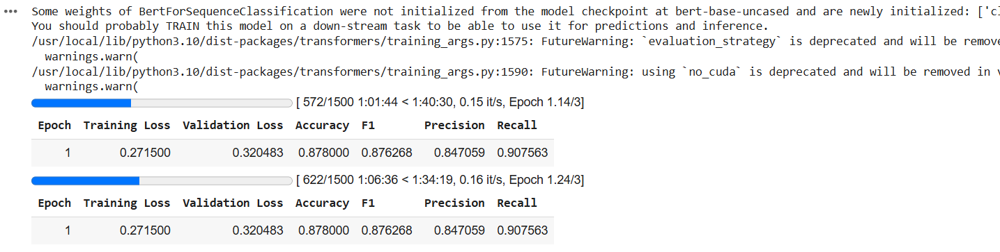 Some weights of BertForSequenceClassification were not initialized from the model checkpoint at bert-base-uncased and are newly initialized: ['cl
You should probably TRAIN this model on a down-stream task to be able to use it for predictions and inference.
/usr/local/lib/python3.10/dist-packages/transformers/training_args.py:1575: FutureWarning: `evaluation_strategy` is deprecated and will be remove
warnings.warn(
/usr/local/lib/python3.10/dist-packages/transformers/training_args.py:1590: FutureWarning: using `no_cuda` is deprecated and will be removed in v
warnings.warn(
[ 572/1500 1:01:44 < 1:40:30, 0.15 it/s, Epoch 1.14/3]
Epoch Training Loss Validation Loss Accuracy F1 Precision Recall
1 0.271500 0.320483 0.878000 0.876268 0.847059 0.907563
[ 622/1500 1:06:36 < 1:34:19, 0.16 it/s, Epoch 1.24/3]
Epoch Training Loss Validation Loss Accuracy F1 Precision Recall
1 0.271500 0.320483 0.878000 0.876268 0.847059 0.907563